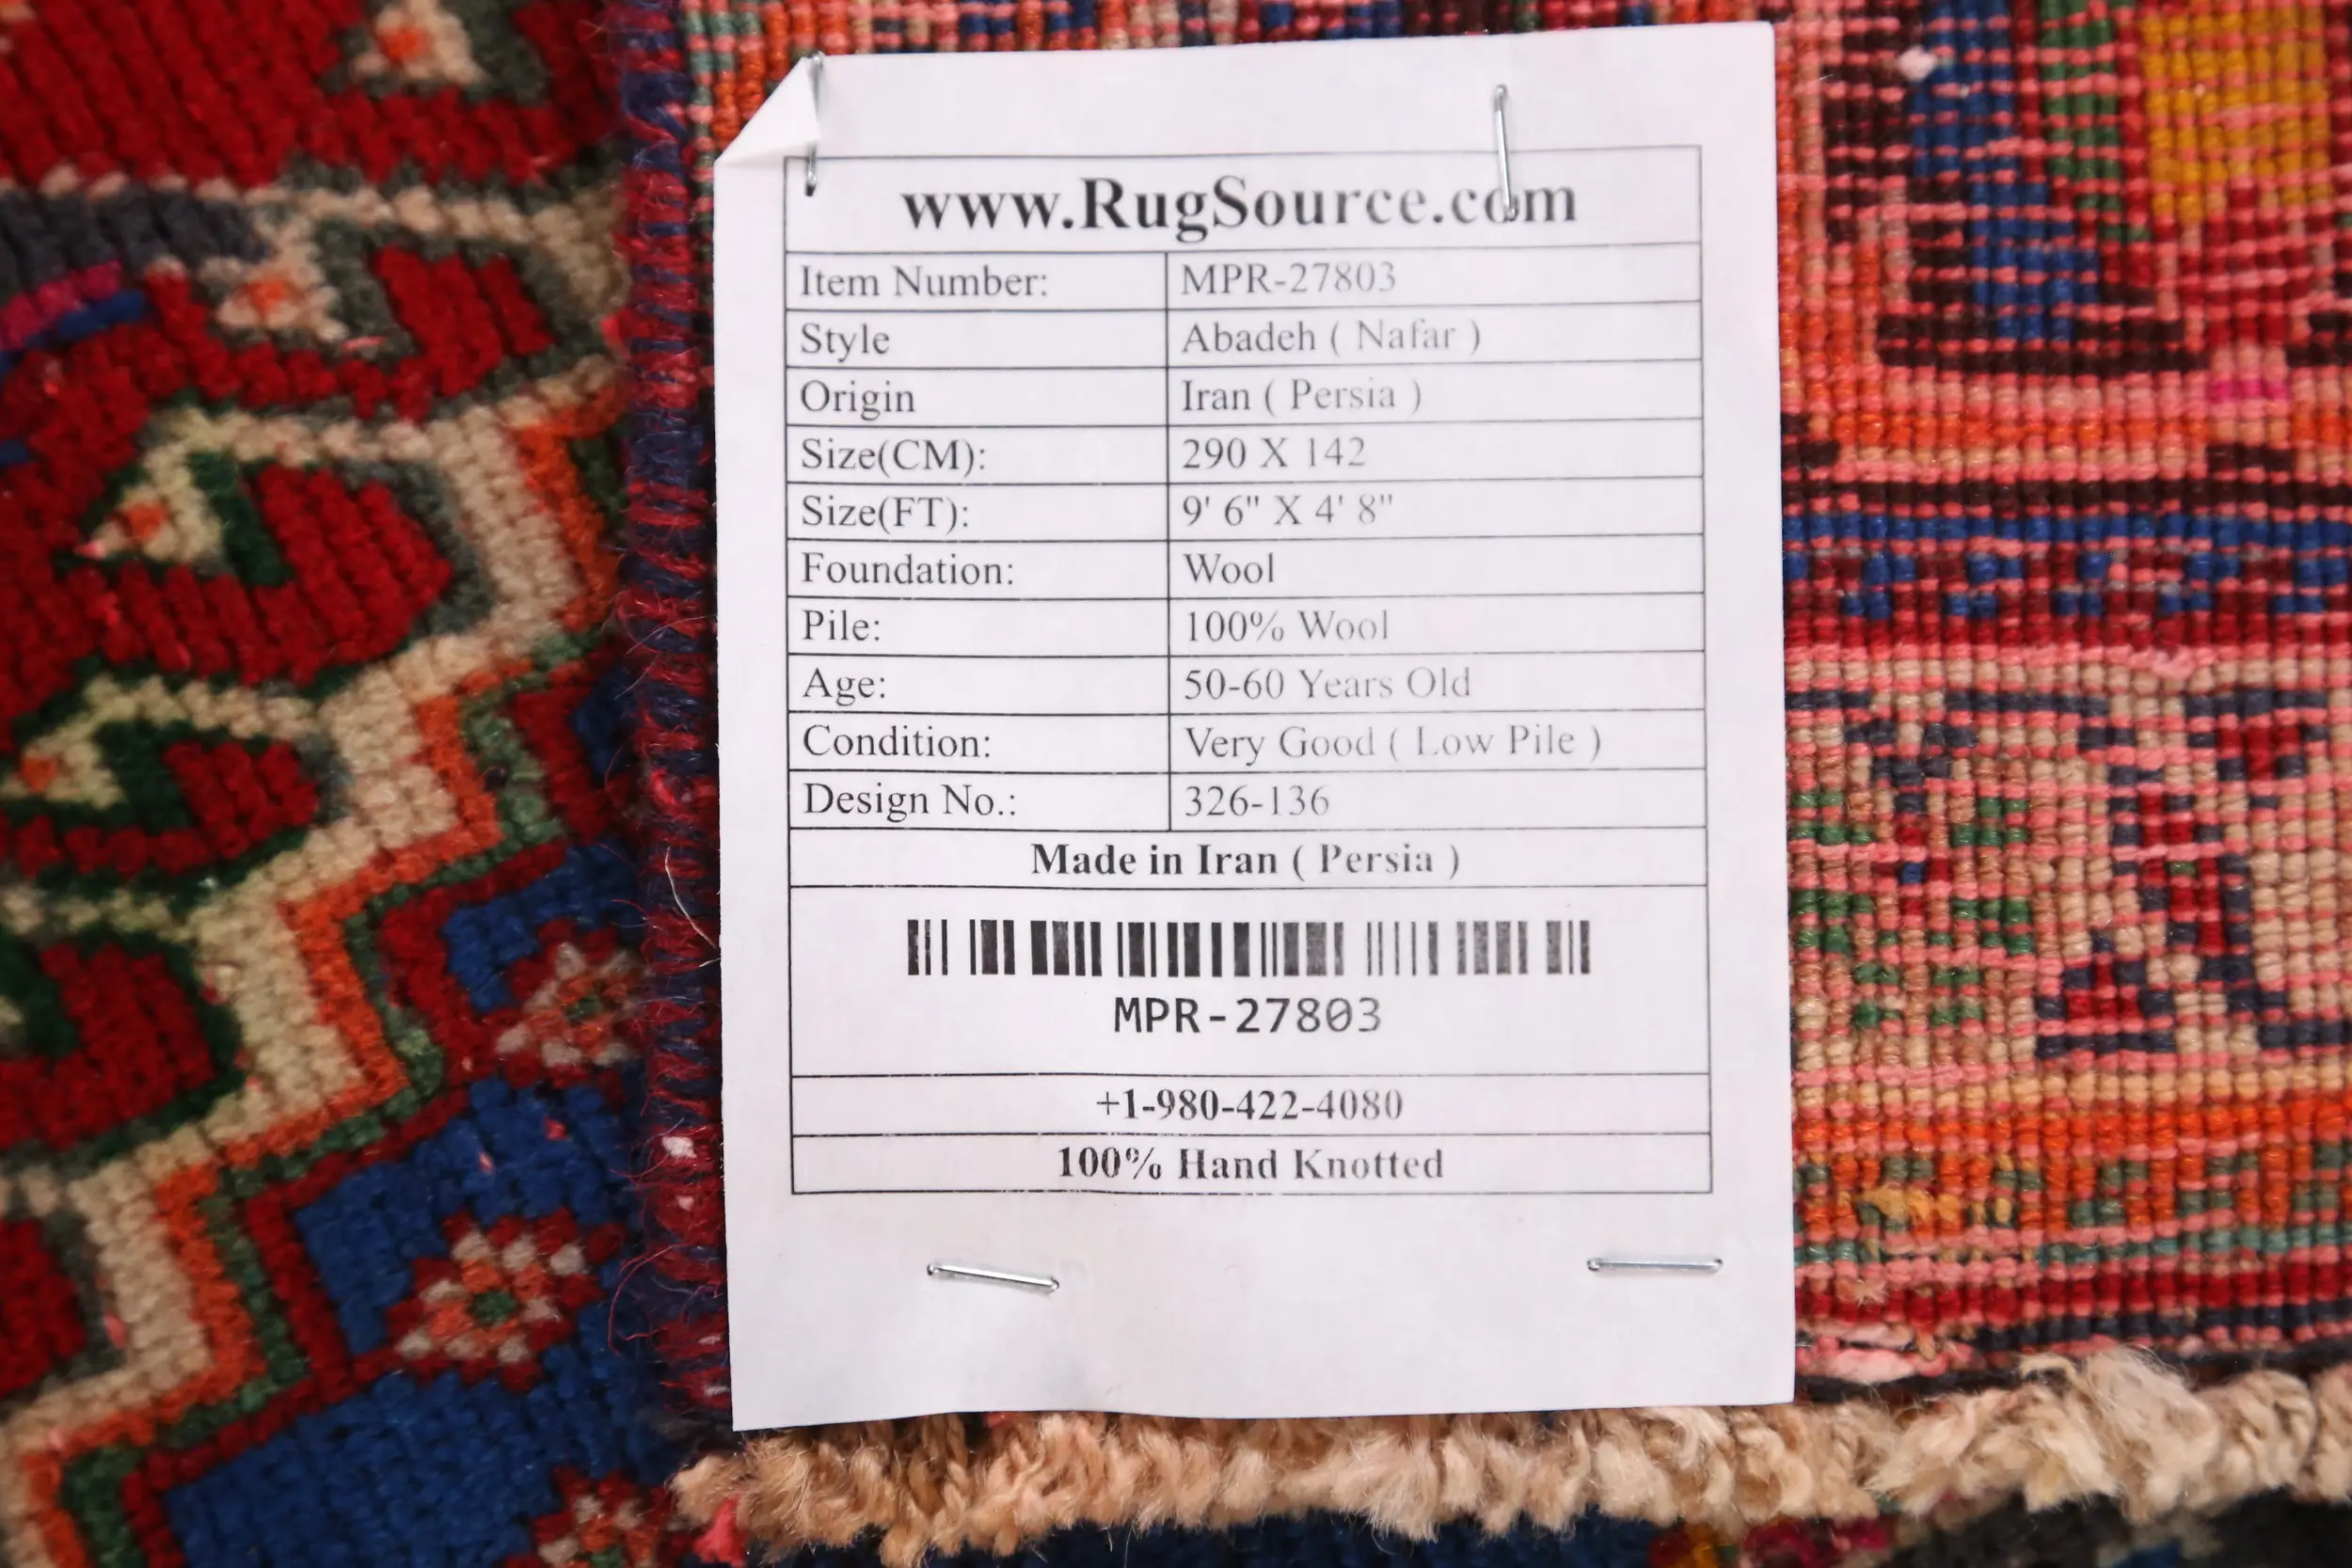 www.RugSource.com
Item Number: MPR-27803
Style Abadeh ( Nafar )
Origin Iran ( Persia )
Size(CM): 290 X 142
Size(FT): 9' 6" X 4' 8"
Foundation: Wool
Pile: 100% Wool
Age: 50-60 Years Old
Condition: Very Good ( Low Pile )
Design No.: 326-136
Made in Iran ( Persia )
MPR-27803
+1-980-422-4080
100% Hand Knotted